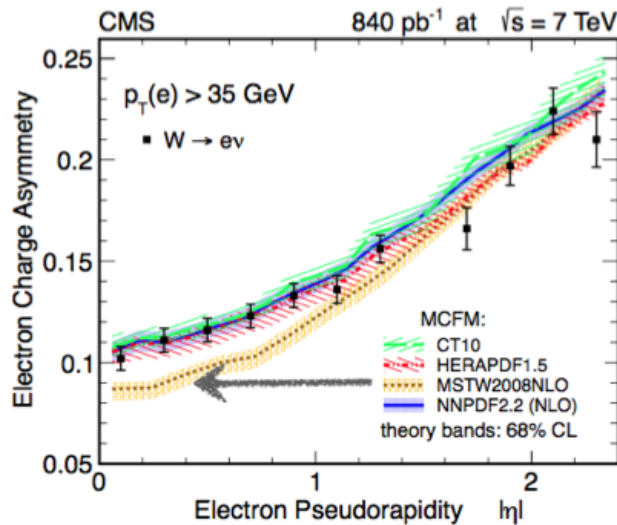 CMS 840 pb⁻¹ at √s = 7 TeV
0.25
p_T(e) > 35 GeV
W → eν
0.2
0.15
0.1
0.05
Electron Charge Asymmetry
MCFM:
CT10
HERAPDF1.5
MSTW2008NLO
NNPDF2.2 (NLO)
theory bands: 68% CL
0 1 2
Electron Pseudorapidity |η|